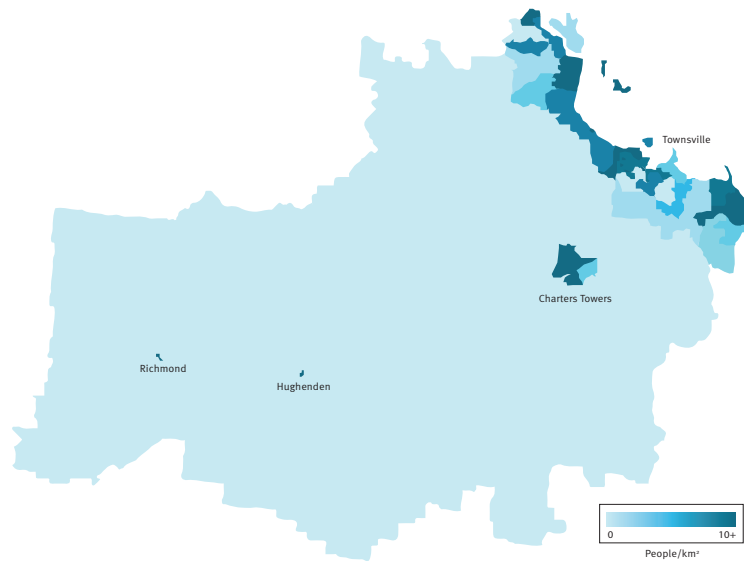 Townsville
Charters Towers
Richmond
Hughenden
0 10+
People/km²